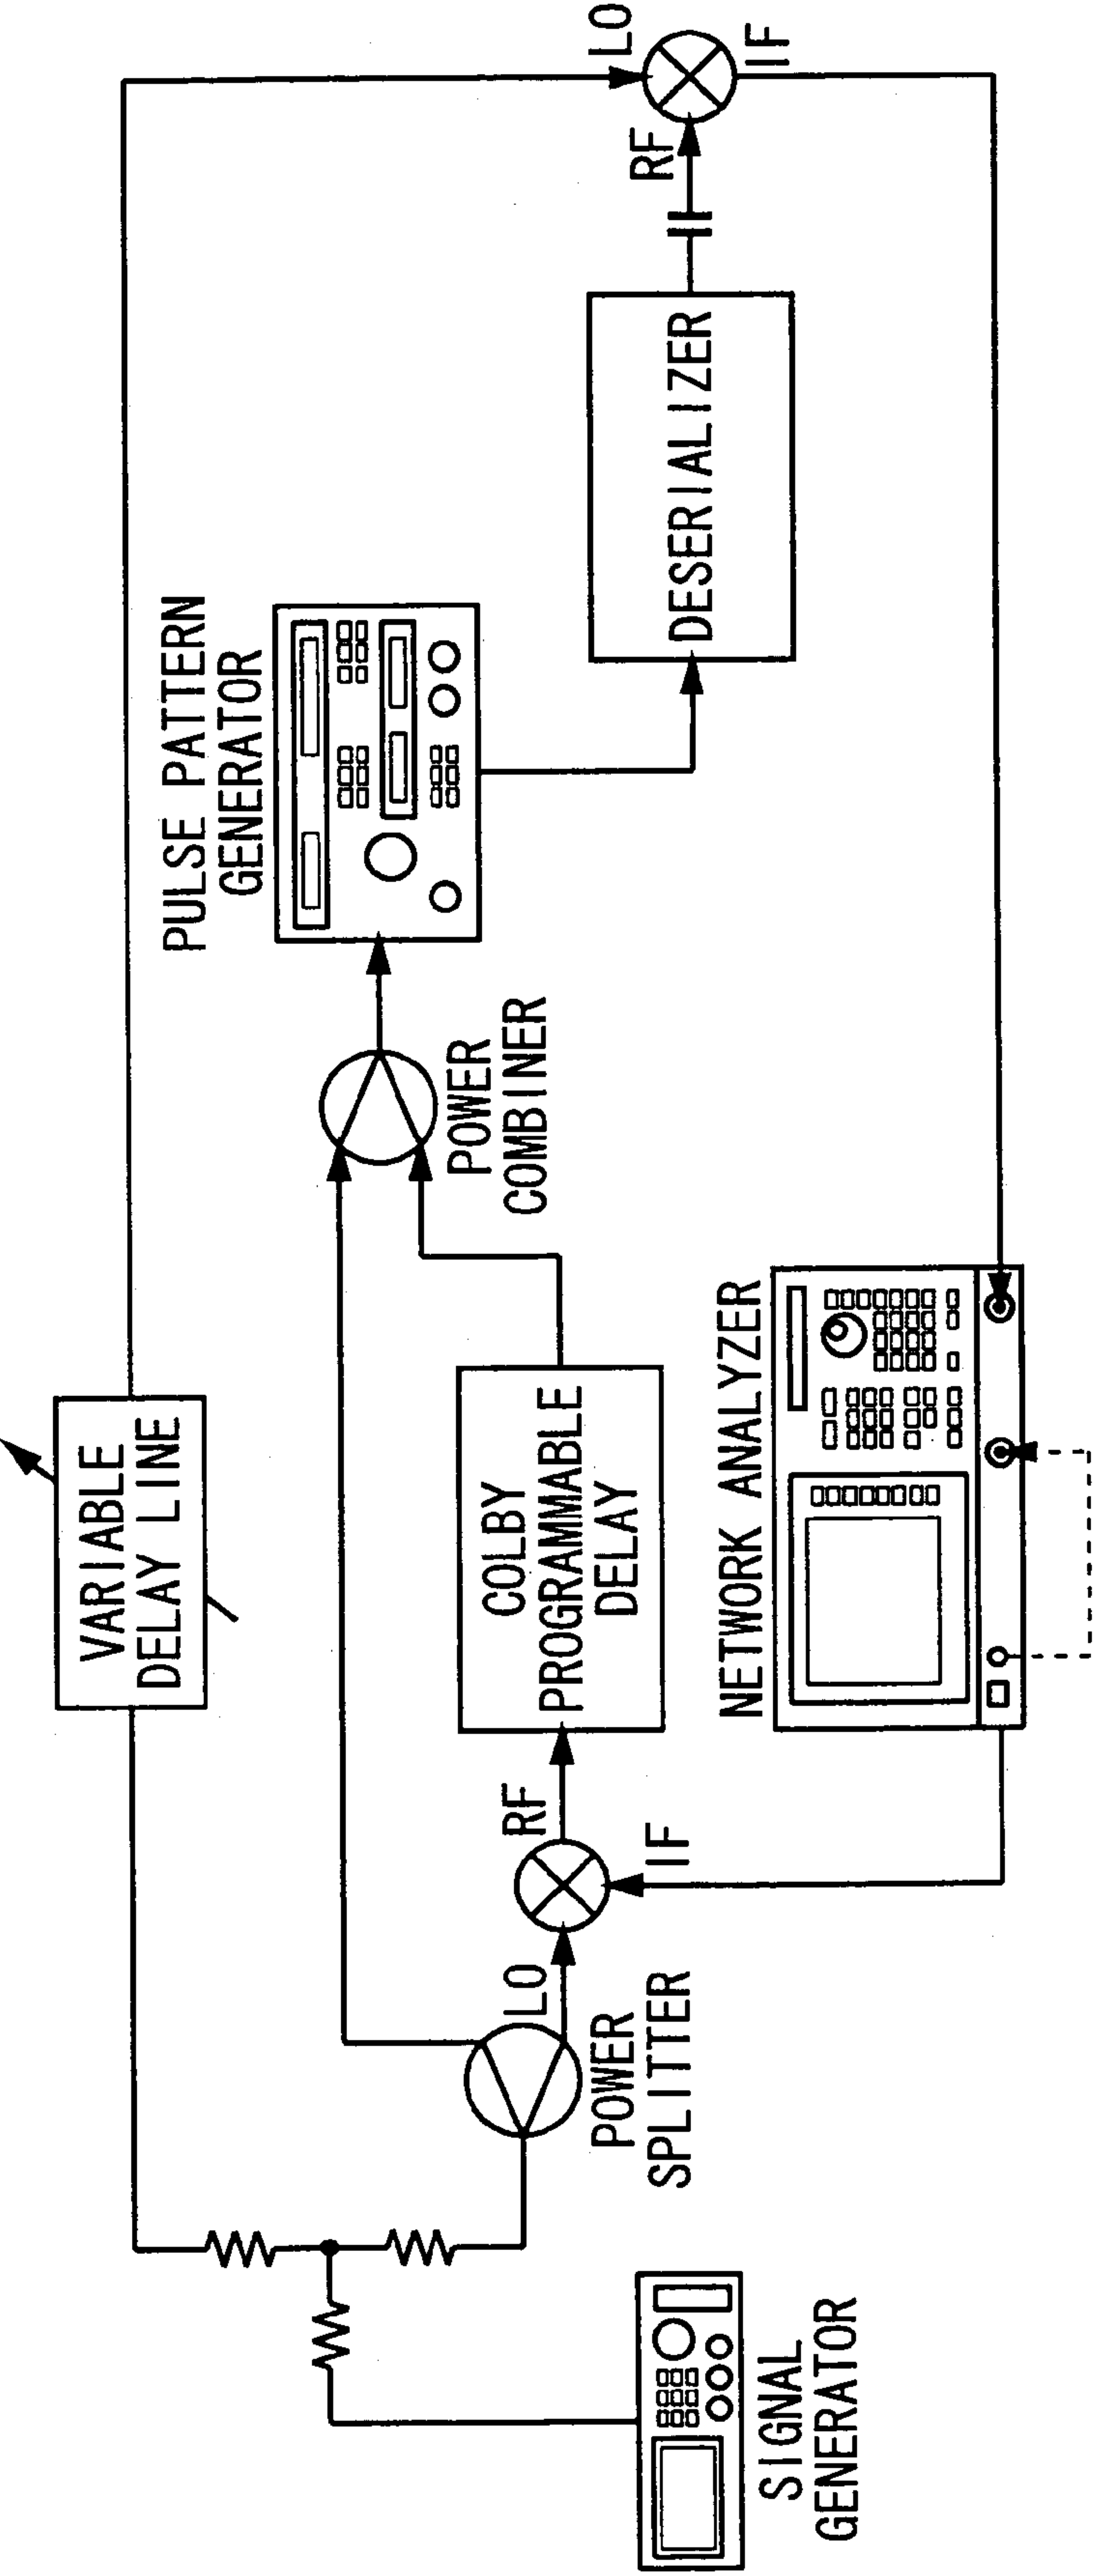 VARIABLE
DELAY LINE
PULSE PATTERN
GENERATOR
LO
IF
RF
DESERIALIZER
POWER
COMBINER
COLBY
PROGRAMMABLE
DELAY
RF
LO
IF
POWER
SPLITTER
NETWORK ANALYZER
SIGNAL
GENERATOR